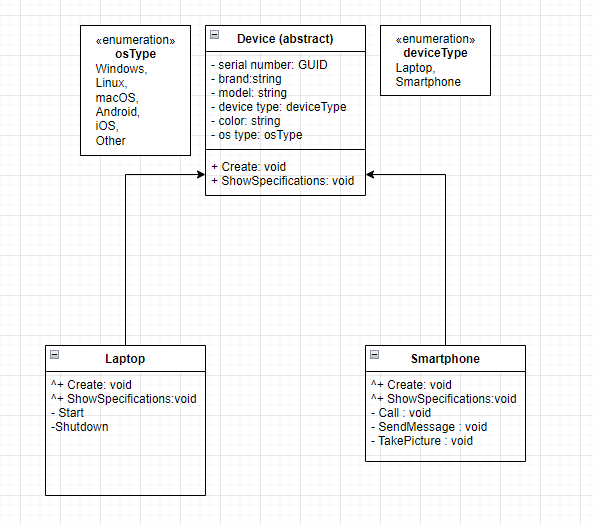 «enumeration»
osType
Windows,
Linux,
macOS,
Android,
iOS,
Other
Device (abstract)
- serial number: GUID
- brand:string
- model: string
- device type: deviceType
- color: string
- os type: osType
+ Create: void
+ ShowSpecifications: void
«enumeration»
deviceType
Laptop,
Smartphone
Laptop
^+ Create: void
^+ ShowSpecifications:void
- Start
-Shutdown
Smartphone
^+ Create: void
^+ ShowSpecifications:void
- Call : void
- SendMessage : void
- TakePicture : void